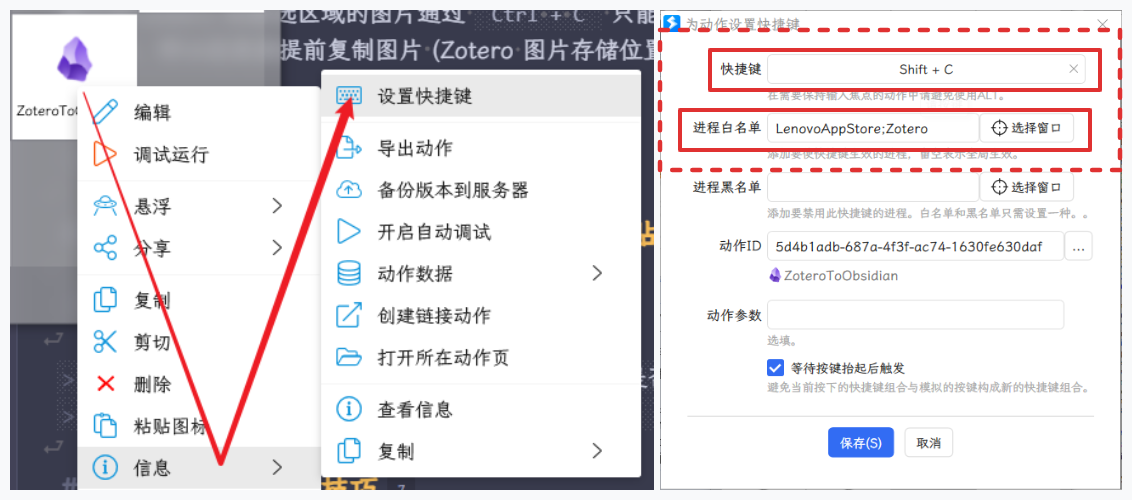 选区域的图片通过 `Ctrl + C` 只能
提前复制图片 (Zotero 图片存储位置
ZoteroToO
编辑
调试运行
悬浮
分享
复制
剪切
删除
粘贴图标
信息
设置快捷键
导出动作
备份版本到服务器
开启自动调试
动作数据
创建链接动作
打开所在动作页
查看信息
复制
技巧
为动作设置快捷键
快捷键
Shift + C
在需要保持输入焦点的动作中请避免使用ALT。
进程白名单
LenovoAppStore;Zotero
选择窗口
添加要使快捷键生效的进程，留空表示全局生效。
进程黑名单
选择窗口
添加要禁用此快捷键的进程。白名单和黑名单只需设置一种。。
动作ID
5d4b1adb-687a-4f3f-ac74-1630fe630daf
...
ZoteroToObsidian
动作参数
选填。
等待按键抬起后触发
避免当前按下的快捷键组合与模拟的按键构成新的快捷键组合。
保存(S)
取消